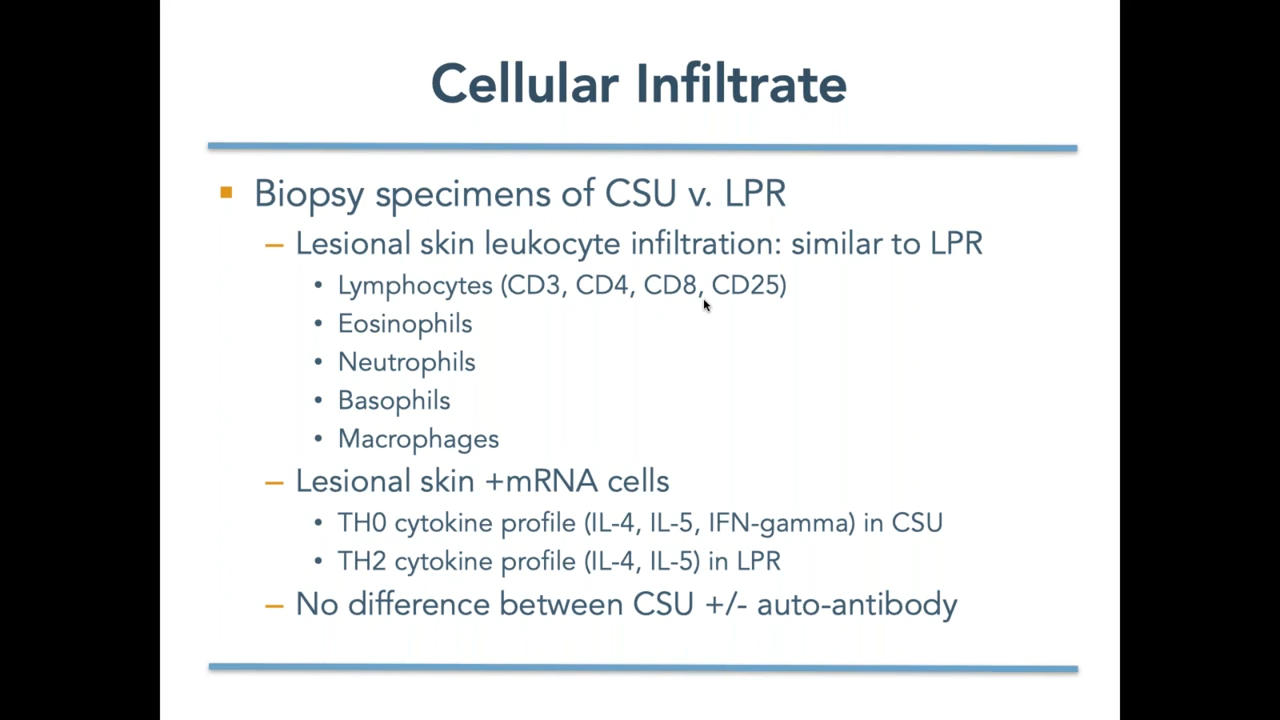 Cellular Infiltrate
Biopsy specimens of CSU v. LPR
– Lesional skin leukocyte infiltration: similar to LPR
• Lymphocytes (CD3, CD4, CD8, CD25)
• Eosinophils
• Neutrophils
• Basophils
• Macrophages
– Lesional skin +mRNA cells
• TH0 cytokine profile (IL-4, IL-5, IFN-gamma) in CSU
• TH2 cytokine profile (IL-4, IL-5) in LPR
– No difference between CSU +/- auto-antibody